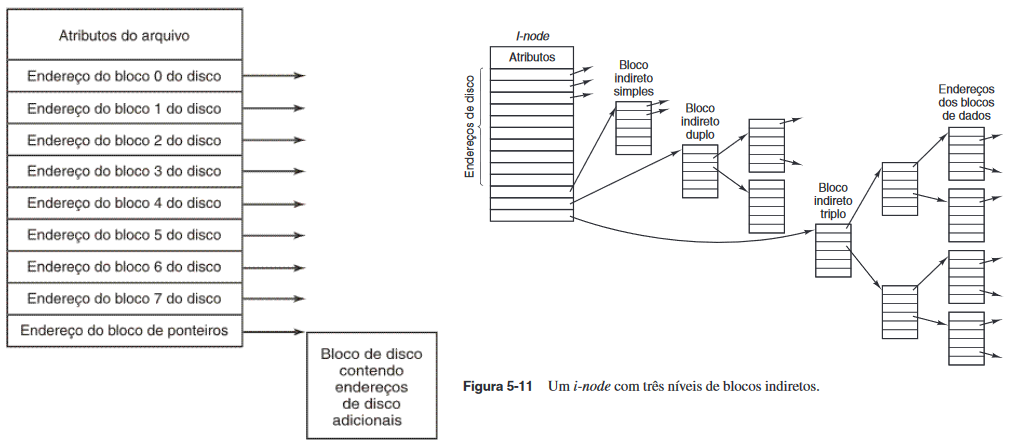 Atributos do arquivo
Endereço do bloco 0 do disco
Endereço do bloco 1 do disco
Endereço do bloco 2 do disco
Endereço do bloco 3 do disco
Endereço do bloco 4 do disco
Endereço do bloco 5 do disco
Endereço do bloco 6 do disco
Endereço do bloco 7 do disco
Endereço do bloco de ponteiros
Bloco de disco
contendo
endereços
de disco
adicionais
I-node
Atributos
Endereços de disco
Bloco
indireto
simples
Bloco
indireto
duplo
Bloco
indireto
triplo
Endereços
dos blocos
de dados
Figura 5-11 Um i-node com três níveis de blocos indiretos.